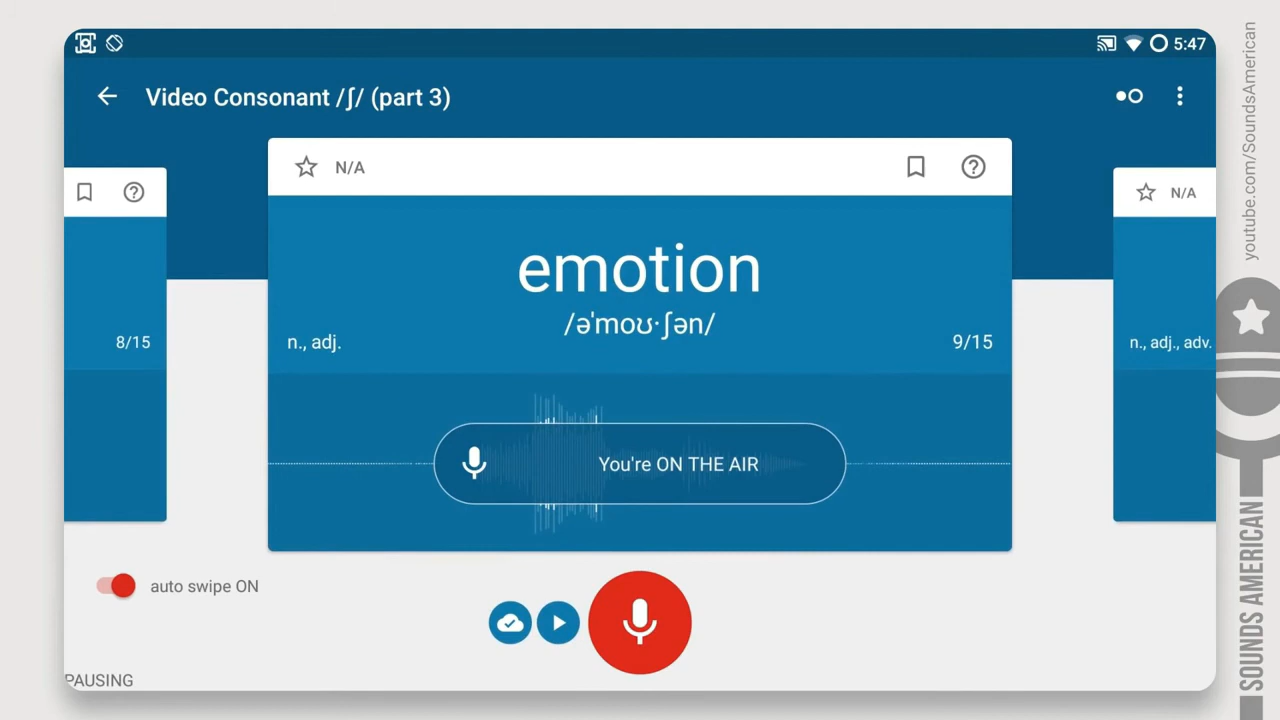 5:47
Video Consonant /ʃ/ (part 3)
N/A
N/A
emotion
/əˈmoʊ·ʃən/
n., adj.
9/15
8/15
n., adj., adv.
You're ON THE AIR
auto swipe ON
PAUSING
youtube.com/SoundsAmerican
SOUNDS AMERICAN